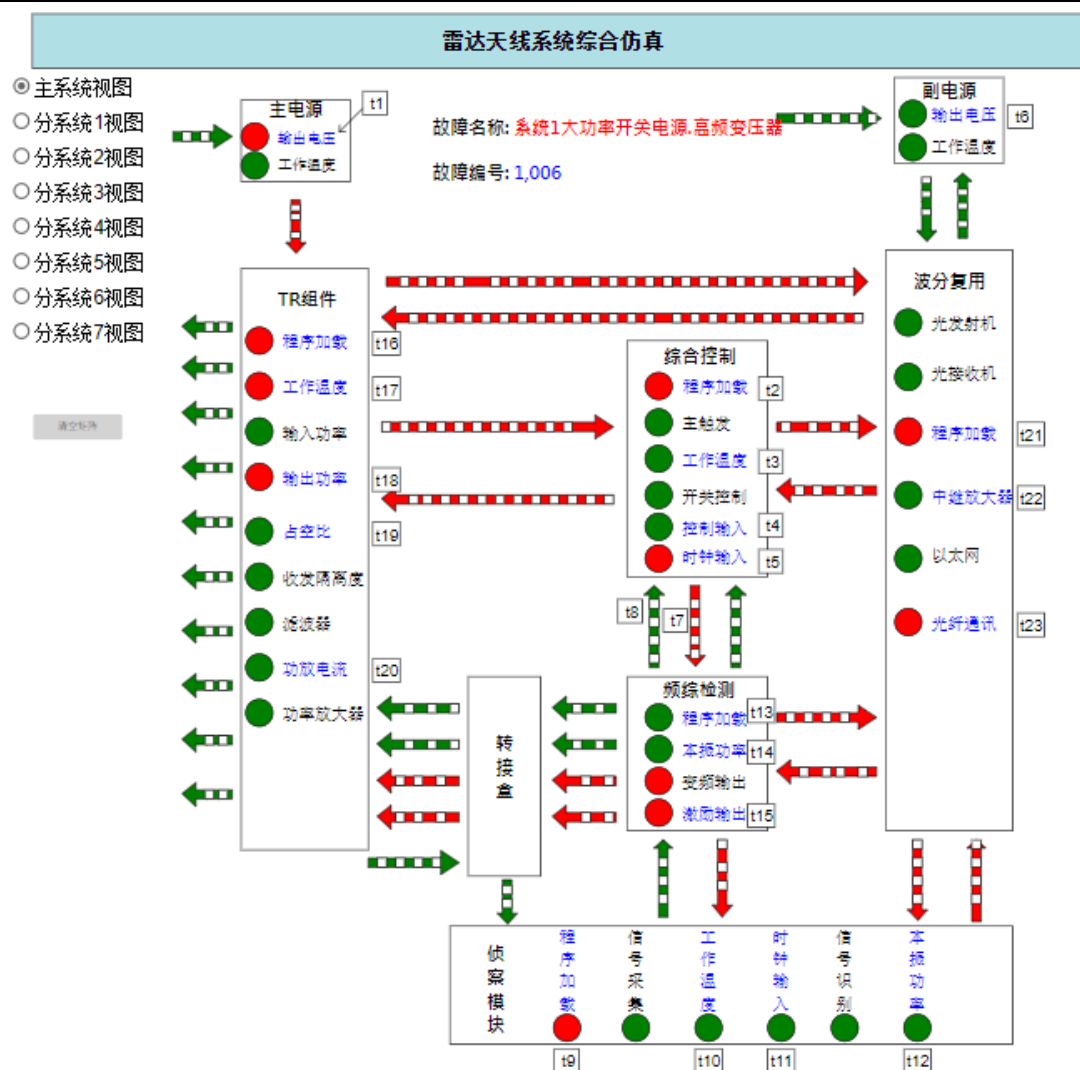 雷达天线系统综合仿真
主系统视图
分系统1视图
分系统2视图
分系统3视图
分系统4视图
分系统5视图
分系统6视图
分系统7视图
清空矩阵
主电源
t1
输出电压
工作温度
故障名称: 系统1大功率开关电源.高频变压器
故障编号: 1,006
副电源
输出电压
t6
工作温度
TR组件
程序加载
t16
工作温度
t17
输入功率
输出功率
t18
占空比
t19
收发隔离度
滤波器
功放电流
t20
功率放大器
综合控制
程序加载
t2
主触发
工作温度
t3
开关控制
控制输入
t4
时钟输入
t5
波分复用
光发射机
光接收机
程序加载
t21
中继放大器
t22
以太网
光纤通讯
t23
t8
t7
转接盒
频综检测
程序加载
t13
本振功率
t14
变频输出
激励输出
t15
侦察模块
程序加载
信号采集
工作温度
时钟输入
信号识别
本振功率
t9
t10
t11
t12